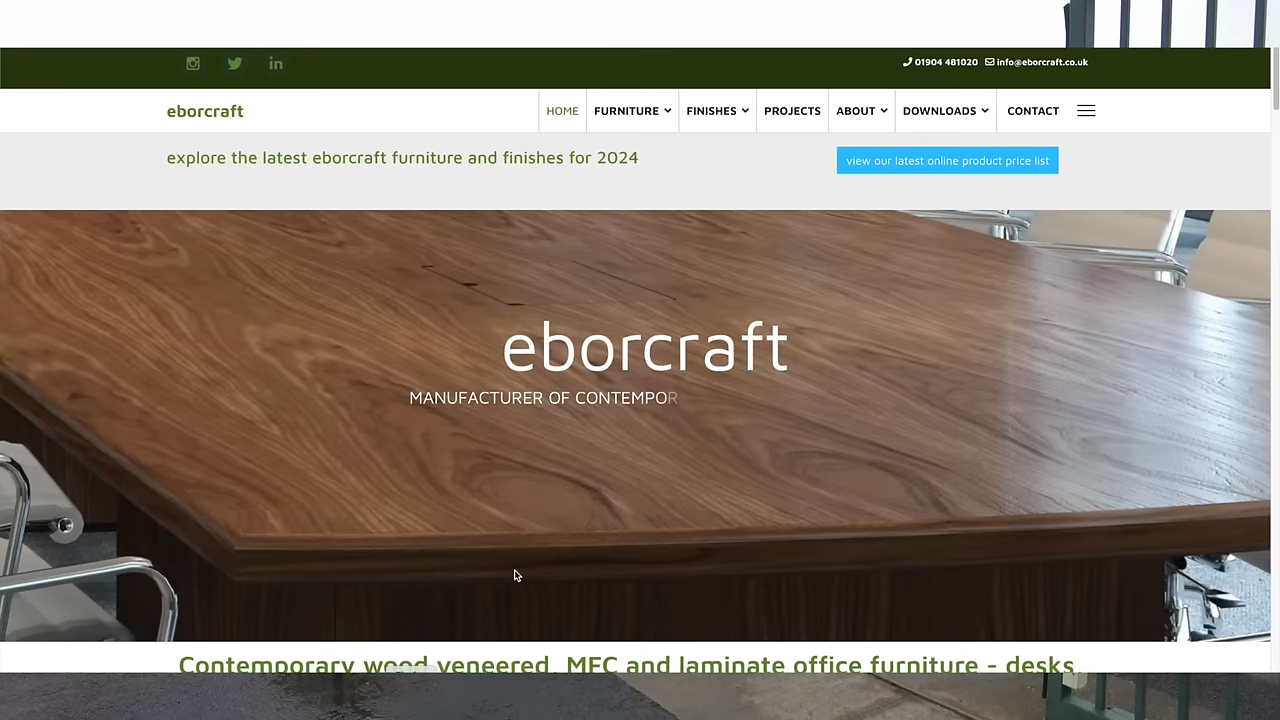 01904 481020 info@eborcraft.co.uk
eborcraft
HOME FURNITURE FINISHES PROJECTS ABOUT DOWNLOADS CONTACT
explore the latest eborcraft furniture and finishes for 2024
view our latest online product price list
eborcraft
MANUFACTURER OF CONTEMPOR
Contemporary wood veneered, MFC and laminate office furniture - desks